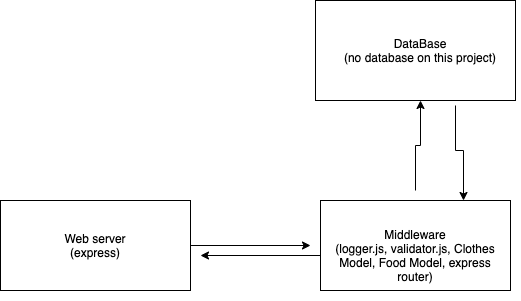 DataBase
(no database on this project)
Web server
(express)
Middleware
(logger.js, validator.js, Clothes
Model, Food Model, express
router)